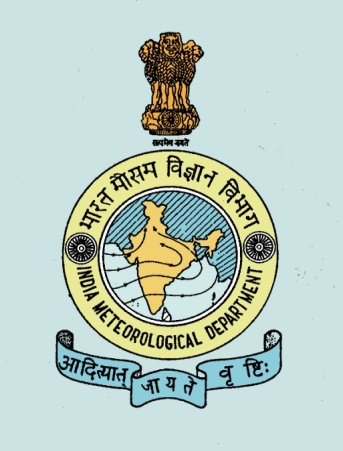 सत्यमेव जयते
भारत मौसम विज्ञान विभाग
INDIA METEOROLOGICAL DEPARTMENT
आदित्यात् जायते वृष्टिः